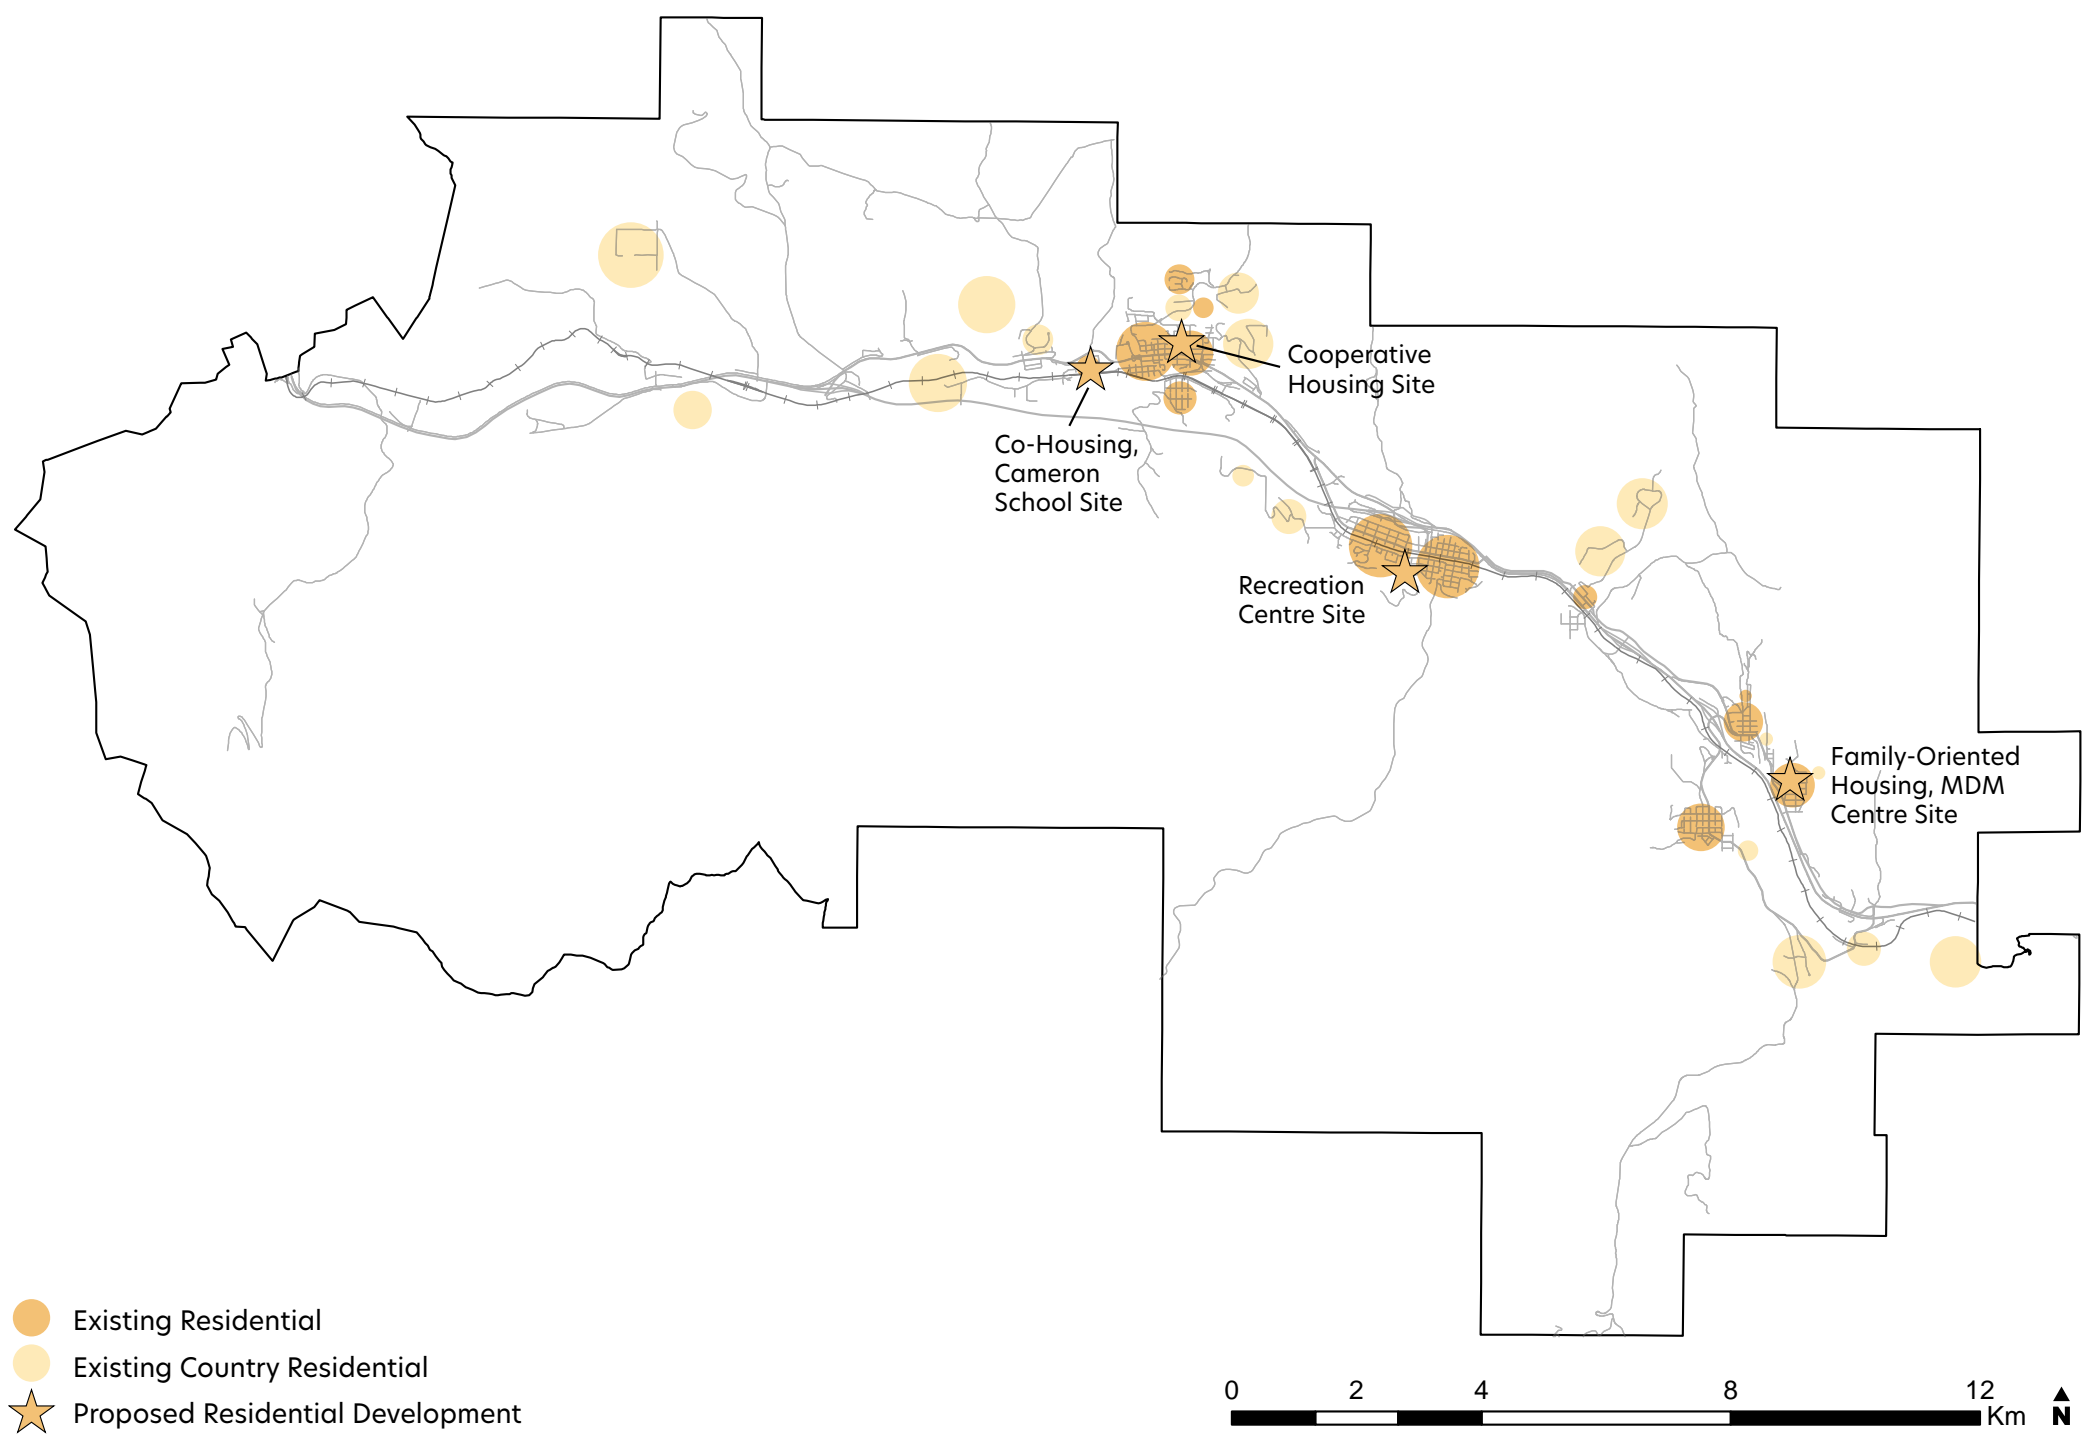 Cooperative
Housing Site
Co-Housing,
Cameron
School Site
Recreation
Centre Site
Family-Oriented
Housing, MDM
Centre Site
Existing Residential
Existing Country Residential
Proposed Residential Development
0 2 4 8 12
Km
N